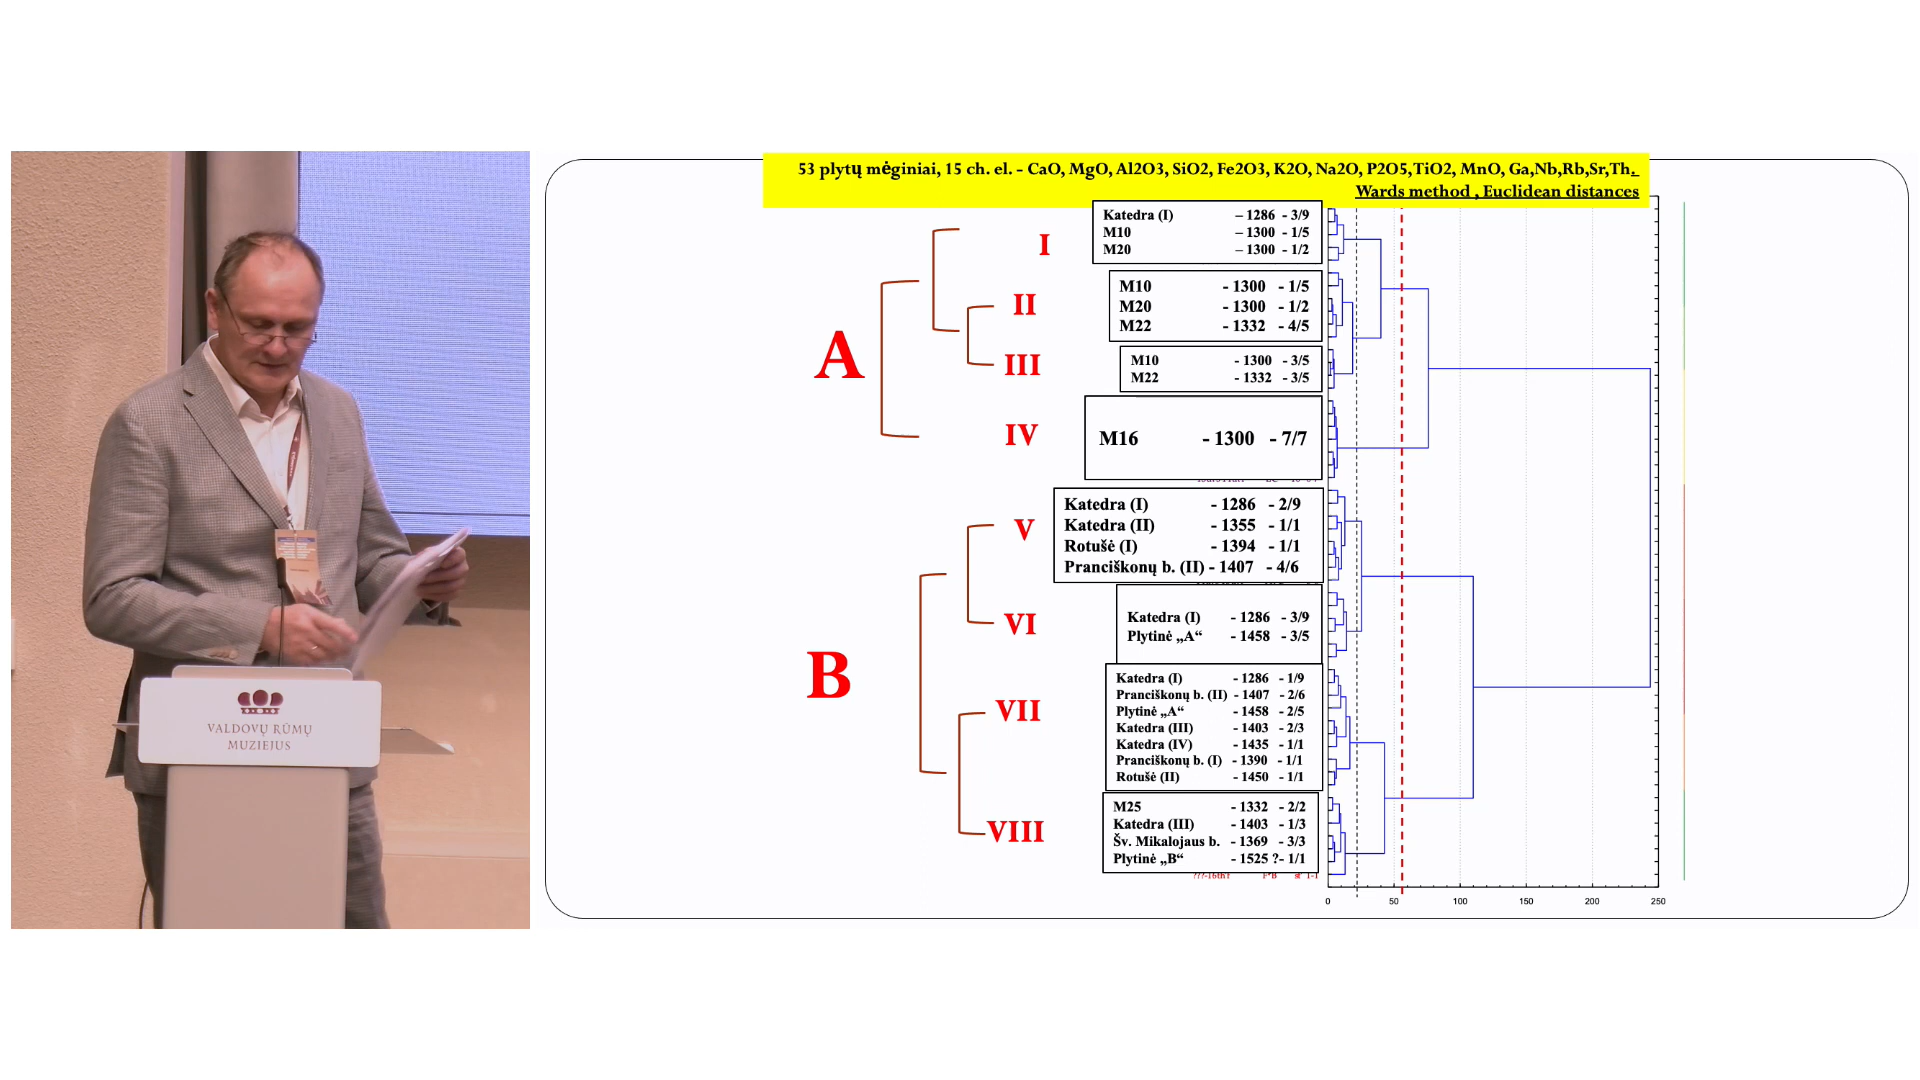 VALDOVŲ RŪMŲ
MUZIEJUS
53 plytų mėginiai, 15 ch. el. - CaO, MgO, Al2O3, SiO2, Fe2O3, K2O, Na2O, P2O5,TiO2, MnO, Ga,Nb,Rb,Sr,Th.
Wards method , Euclidean distances
A
I
Katedra (I) – 1286 - 3/9
M10 – 1300 - 1/5
M20 – 1300 - 1/2
II
M10 - 1300 - 1/5
M20 - 1300 - 1/2
M22 - 1332 - 4/5
III
M10 - 1300 - 3/5
M22 - 1332 - 3/5
IV
M16 - 1300 - 7/7
B
V
Katedra (I) - 1286 - 2/9
Katedra (II) - 1355 - 1/1
Rotušė (I) - 1394 - 1/1
Pranciškonų b. (II) - 1407 - 4/6
VI
Katedra (I) - 1286 - 3/9
Plytinė „A“ - 1458 - 3/5
VII
Katedra (I) - 1286 - 1/9
Pranciškonų b. (II) - 1407 - 2/6
Plytinė „A“ - 1458 - 2/5
Katedra (III) - 1403 - 2/3
Katedra (IV) - 1435 - 1/1
Pranciškonų b. (I) - 1390 - 1/1
Rotušė (II) - 1450 - 1/1
VIII
M25 - 1332 - 2/2
Katedra (III) - 1403 - 1/3
Šv. Mikalojaus b. - 1369 - 3/3
Plytinė „B“ - 1525 ?- 1/1
0 50 100 150 200 250